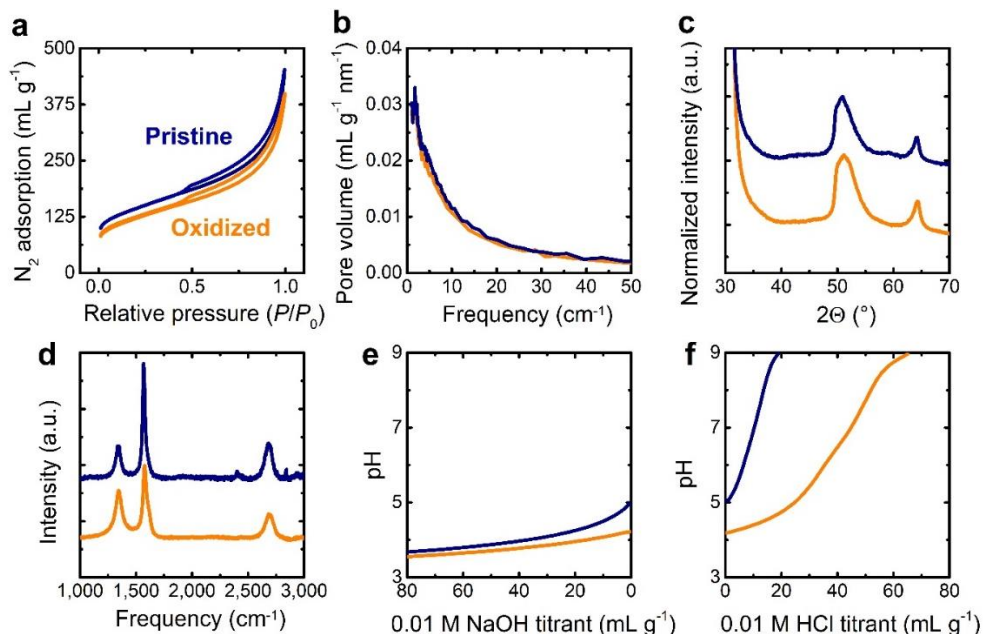 a
500
375
250
125
0
N₂ adsorption (mL g⁻¹)
Pristine
Oxidized
0.0 0.5 1.0
Relative pressure (P/P₀)
b
0.04
0.03
0.02
0.01
0.00
Pore volume (mL g⁻¹ nm⁻¹)
0 10 20 30 40 50
Frequency (cm⁻¹)
c
Normalized intensity (a.u.)
30 40 50 60 70
2Θ (°)
d
Intensity (a.u.)
1,000 1,500 2,000 2,500 3,000
Frequency (cm⁻¹)
e
9
7
5
3
pH
80 60 40 20 0
0.01 M NaOH titrant (mL g⁻¹)
f
9
7
5
3
pH
0 20 40 60 80
0.01 M HCl titrant (mL g⁻¹)